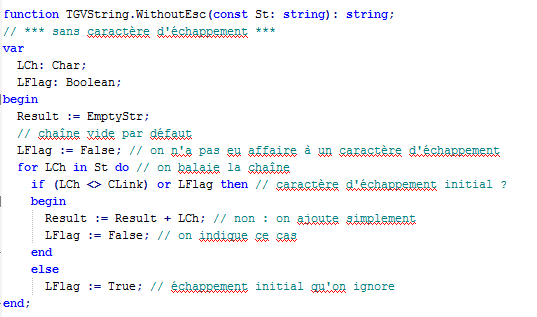 function TGVString.WithoutEsc(const St: string): string;
// *** sans caractère d'échappement ***
var
  LCh: Char;
  LFlag: Boolean;
begin
  Result := EmptyStr;
  // chaîne vide par défaut
  LFlag := False; // on n'a pas eu affaire à un caractère d'échappement
  for LCh in St do // on balaie la chaîne
    if (LCh <> CLink) or LFlag then // caractère d'échappement initial ?
    begin
      Result := Result + LCh; // non : on ajoute simplement
      LFlag := False; // on indique ce cas
    end
    else
      LFlag := True; // échappement initial qu'on ignore
end;